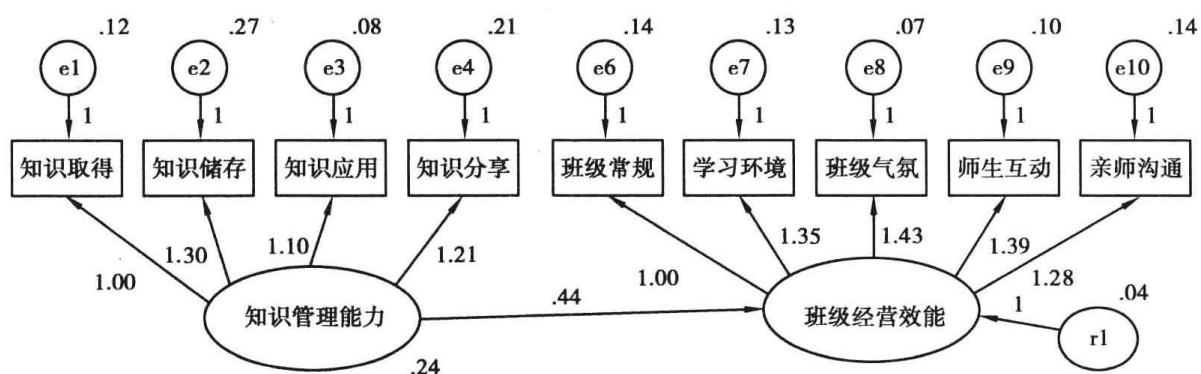 .12 .27 .08 .21 .14 .13 .07 .10 .14
e1 e2 e3 e4 e6 e7 e8 e9 e10
1 1 1 1 1 1 1 1 1
知识取得 知识储存 知识应用 知识分享 班级常规 学习环境 班级气氛 师生互动 亲师沟通
1.00 1.30 1.10 1.21 1.00 1.35 1.43 1.39 1.28
.44 1 .04
知识管理能力 班级经营效能 r1
.24